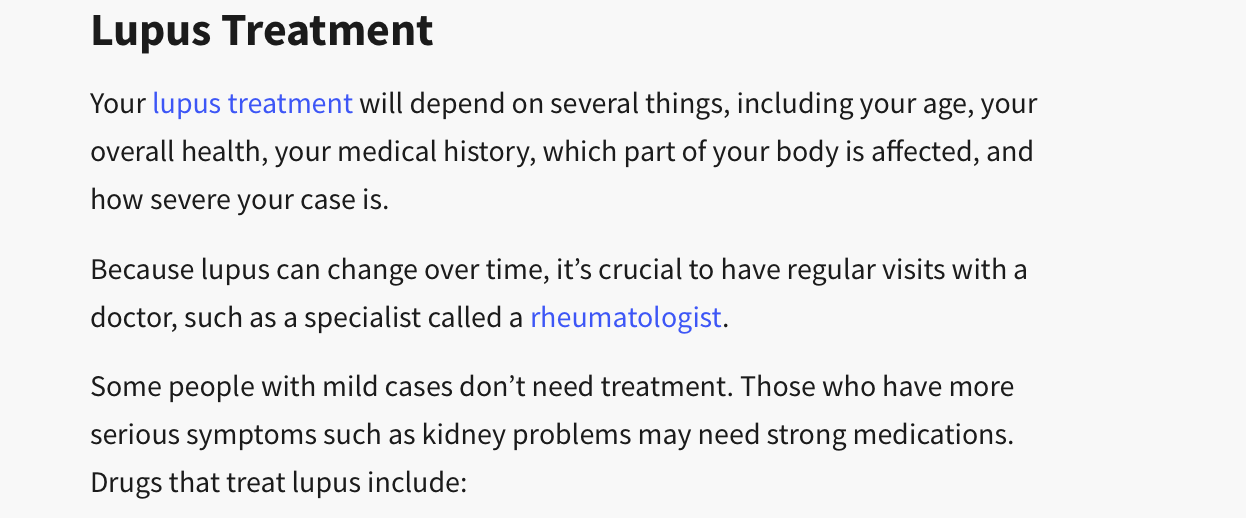 Lupus Treatment
Your lupus treatment will depend on several things, including your age, your
overall health, your medical history, which part of your body is affected, and
how severe your case is.
Because lupus can change over time, it’s crucial to have regular visits with a
doctor, such as a specialist called a rheumatologist.
Some people with mild cases don’t need treatment. Those who have more
serious symptoms such as kidney problems may need strong medications.
Drugs that treat lupus include: